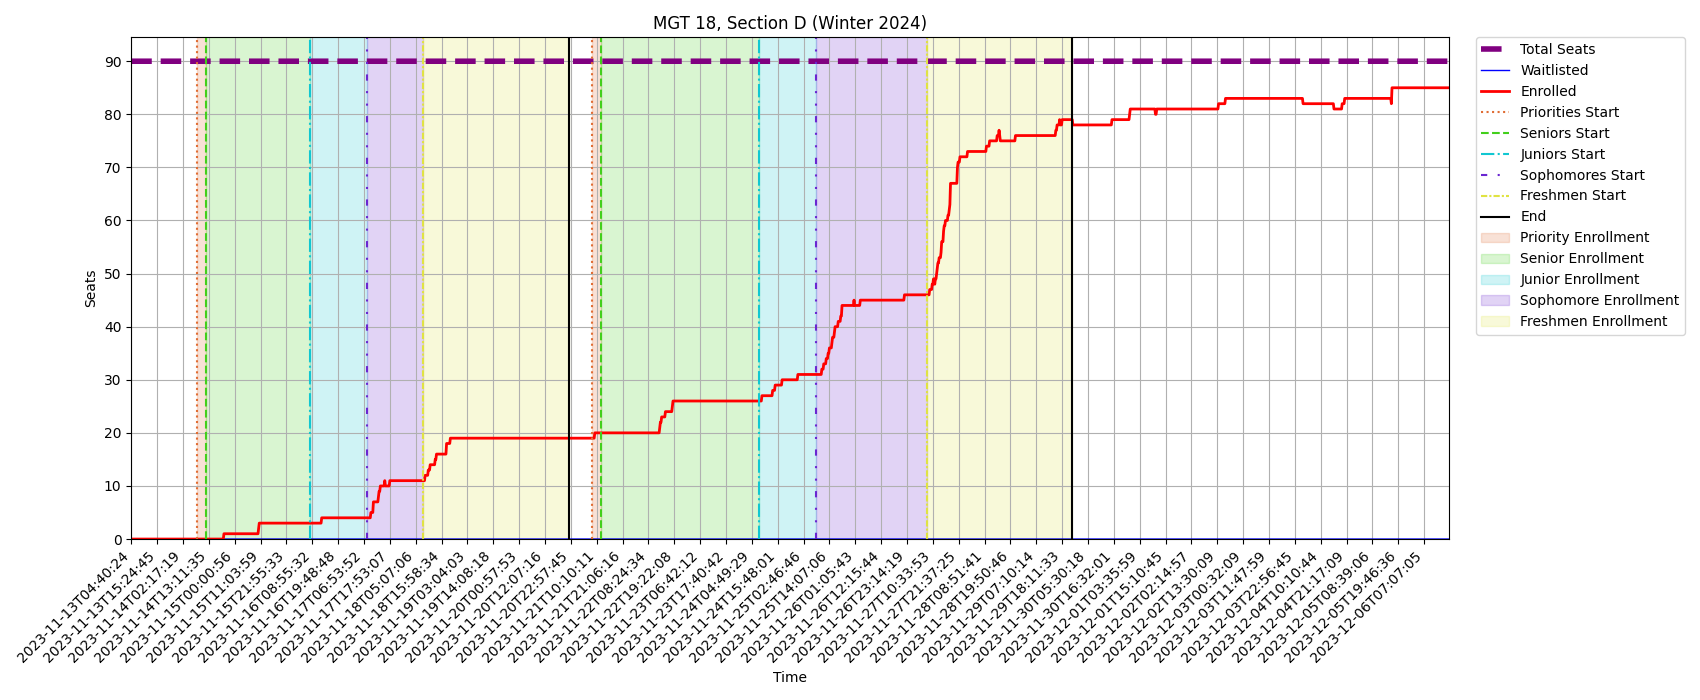 MGT 18, Section D (Winter 2024)
Seats
90
80
70
60
50
40
30
20
10
0
2023-11-13T04:40:24
2023-11-13T15:24:45
2023-11-14T02:17:19
2023-11-14T13:11:35
2023-11-15T00:00:56
2023-11-15T11:03:59
2023-11-15T21:55:33
2023-11-16T08:55:32
2023-11-16T19:48:48
2023-11-17T06:53:52
2023-11-17T17:53:07
2023-11-18T05:07:06
2023-11-18T15:58:34
2023-11-19T03:04:03
2023-11-19T14:08:18
2023-11-20T00:57:53
2023-11-20T12:07:16
2023-11-20T22:57:45
2023-11-21T10:10:11
2023-11-21T21:06:16
2023-11-22T08:24:34
2023-11-22T19:22:08
2023-11-23T06:42:12
2023-11-23T17:40:42
2023-11-24T04:49:29
2023-11-24T15:48:01
2023-11-25T02:46:46
2023-11-25T14:07:06
2023-11-26T01:05:43
2023-11-26T12:15:44
2023-11-26T23:14:19
2023-11-27T10:33:53
2023-11-27T21:37:25
2023-11-28T08:51:41
2023-11-28T19:50:46
2023-11-29T07:10:14
2023-11-29T18:11:33
2023-11-30T05:30:18
2023-11-30T16:32:01
2023-12-01T03:35:59
2023-12-01T15:10:45
2023-12-02T02:14:57
2023-12-02T13:30:09
2023-12-03T00:32:09
2023-12-03T11:47:59
2023-12-03T22:56:45
2023-12-04T10:10:44
2023-12-04T21:17:09
2023-12-05T08:39:06
2023-12-05T19:46:36
2023-12-06T07:07:05
Time
Total Seats
Waitlisted
Enrolled
Priorities Start
Seniors Start
Juniors Start
Sophomores Start
Freshmen Start
End
Priority Enrollment
Senior Enrollment
Junior Enrollment
Sophomore Enrollment
Freshmen Enrollment